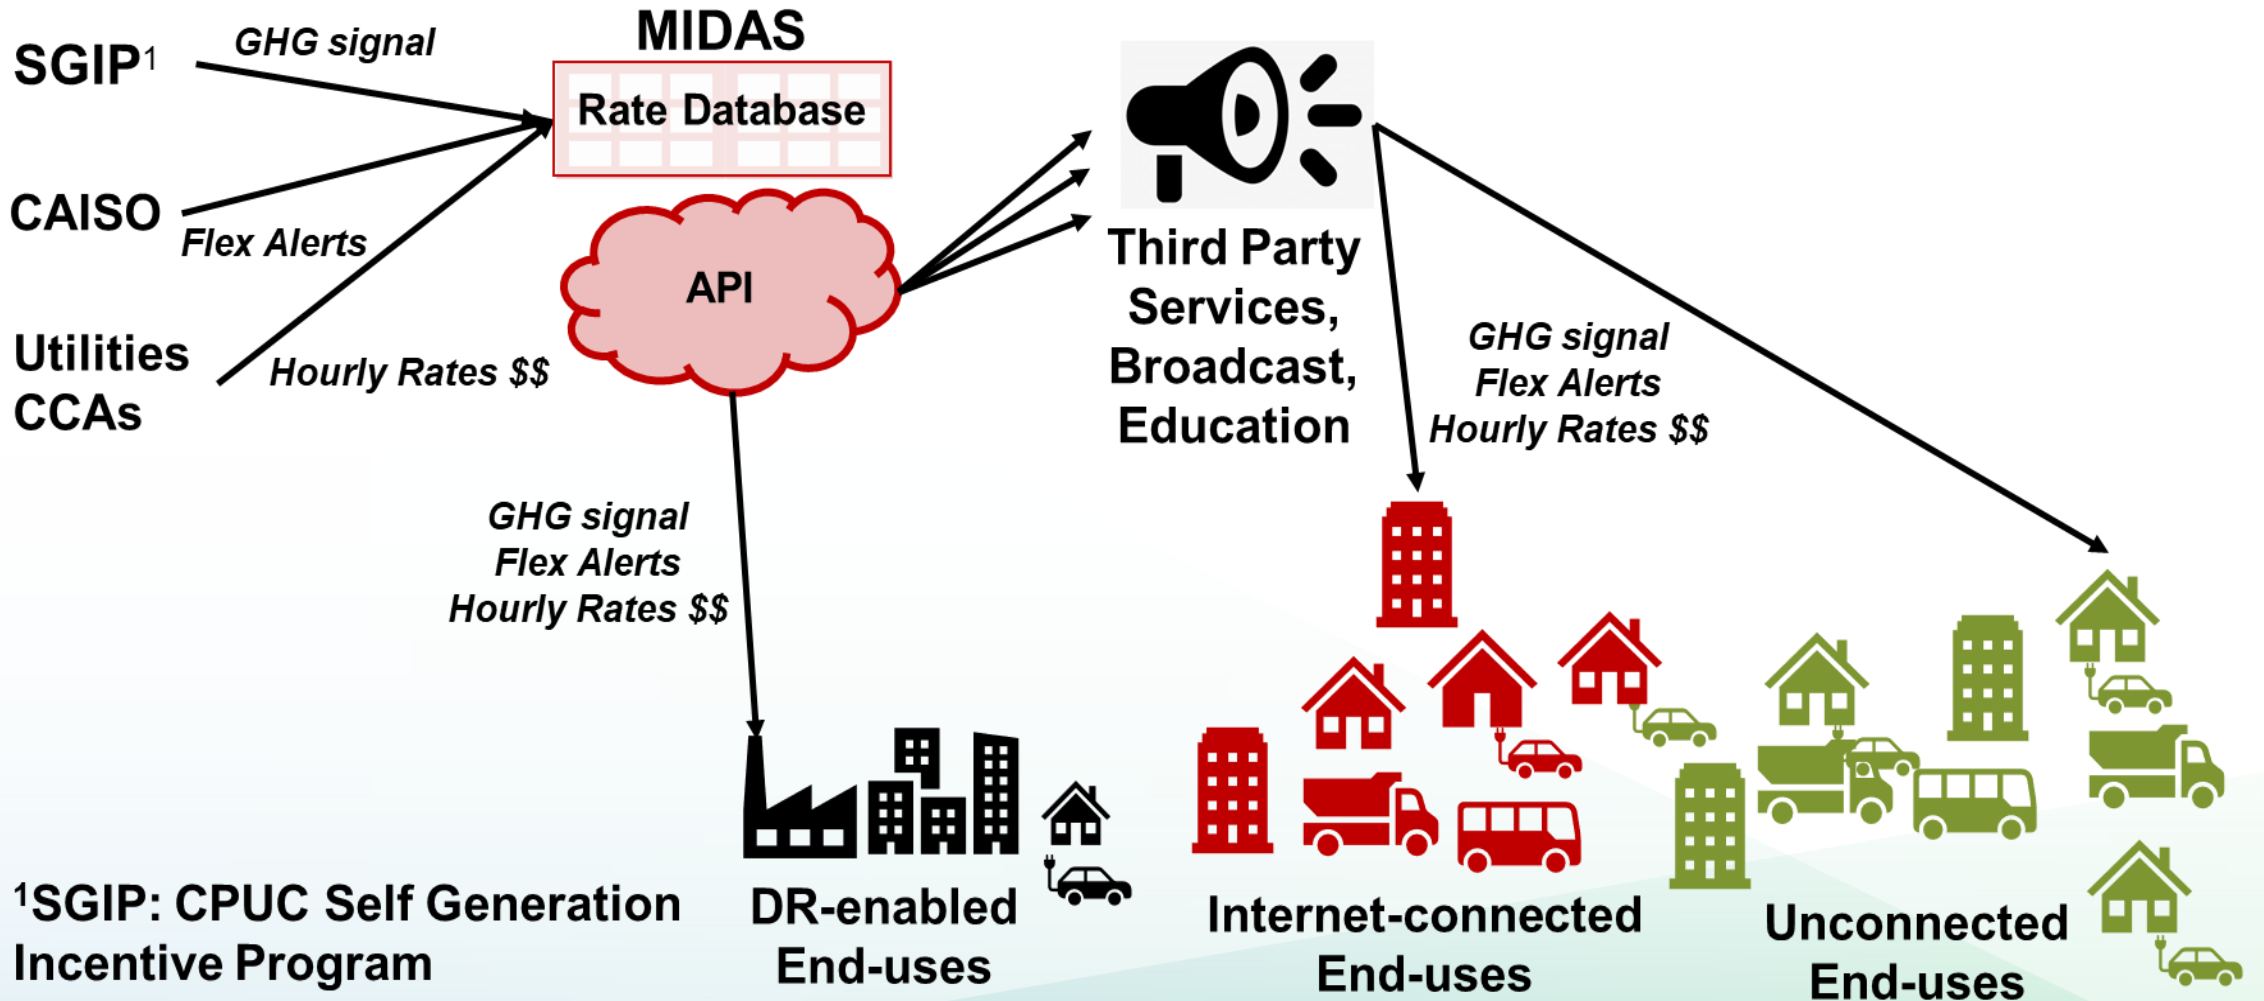 SGIP¹
GHG signal
MIDAS
Rate Database
CAISO
Flex Alerts
Utilities
CCAs
Hourly Rates $$
API
Third Party
Services,
Broadcast,
Education
GHG signal
Flex Alerts
Hourly Rates $$
GHG signal
Flex Alerts
Hourly Rates $$
DR-enabled
End-uses
Internet-connected
End-uses
Unconnected
End-uses
¹SGIP: CPUC Self Generation
Incentive Program